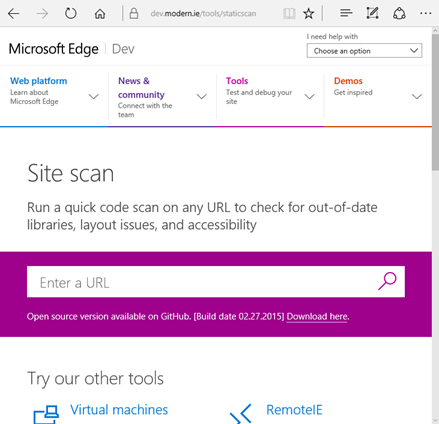 dev.modern.ie/tools/staticscan
Microsoft Edge | Dev
I need help with
Choose an option
Web platform
Learn about
Microsoft Edge
News &
community
Connect with the
team
Tools
Test and debug your
site
Demos
Get inspired
Site scan
Run a quick code scan on any URL to check for out-of-date
libraries, layout issues, and accessibility
Enter a URL
Open source version available on GitHub. [Build date 02.27.2015] Download here.
Try our other tools
Virtual machines
RemoteIE